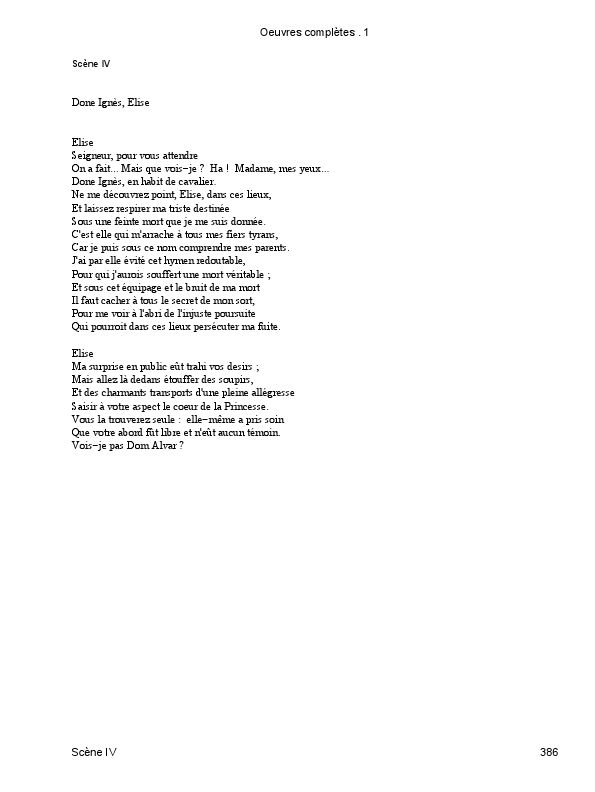 Oeuvres complètes . 1
Scène IV
Done Ignès, Elise
Elise
Seigneur, pour vous attendre
On a fait... Mais que vois-je ? Ha ! Madame, mes yeux...
Done Ignès, en habit de cavalier.
Ne me découvrez point, Elise, dans ces lieux,
Et laissez respirer ma triste destinée
Sous une feinte mort que je me suis donnée.
C'est elle qui m'arrache à tous mes fiers tyrans,
Car je puis sous ce nom comprendre mes parents.
J'ai par elle évité cet hymen redoutable,
Pour qui j'aurois souffert une mort véritable ;
Et sous cet équipage et le bruit de ma mort
Il faut cacher à tous le secret de mon sort,
Pour me voir à l'abri de l'injuste poursuite
Qui pourroit dans ces lieux persécuter ma fuite.
Elise
Ma surprise en public eût trahi vos desirs ;
Mais allez là dedans étouffer des soupirs,
Et des charmants transports d'une pleine allégresse
Saisir à votre aspect le coeur de la Princesse.
Vous la trouverez seule : elle-même a pris soin
Que votre abord fût libre et n'eût aucun témoin.
Vois-je pas Dom Alvar ?
Scène IV
386